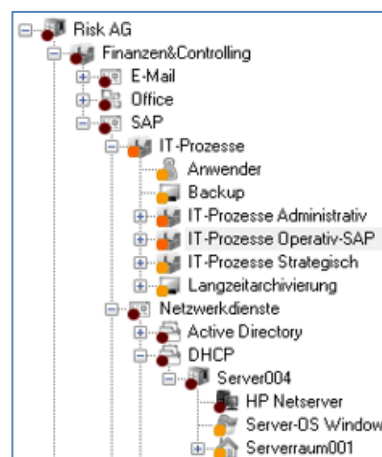 Risk AG
Finanzen&Controlling
E-Mail
Office
SAP
IT-Prozesse
Anwender
Backup
IT-Prozesse Administrativ
IT-Prozesse Operativ-SAP
IT-Prozesse Strategisch
Langzeitarchivierung
Netzwerkdienste
Active Directory
DHCP
Server004
HP Netserver
Server-OS Window
Serverraum001